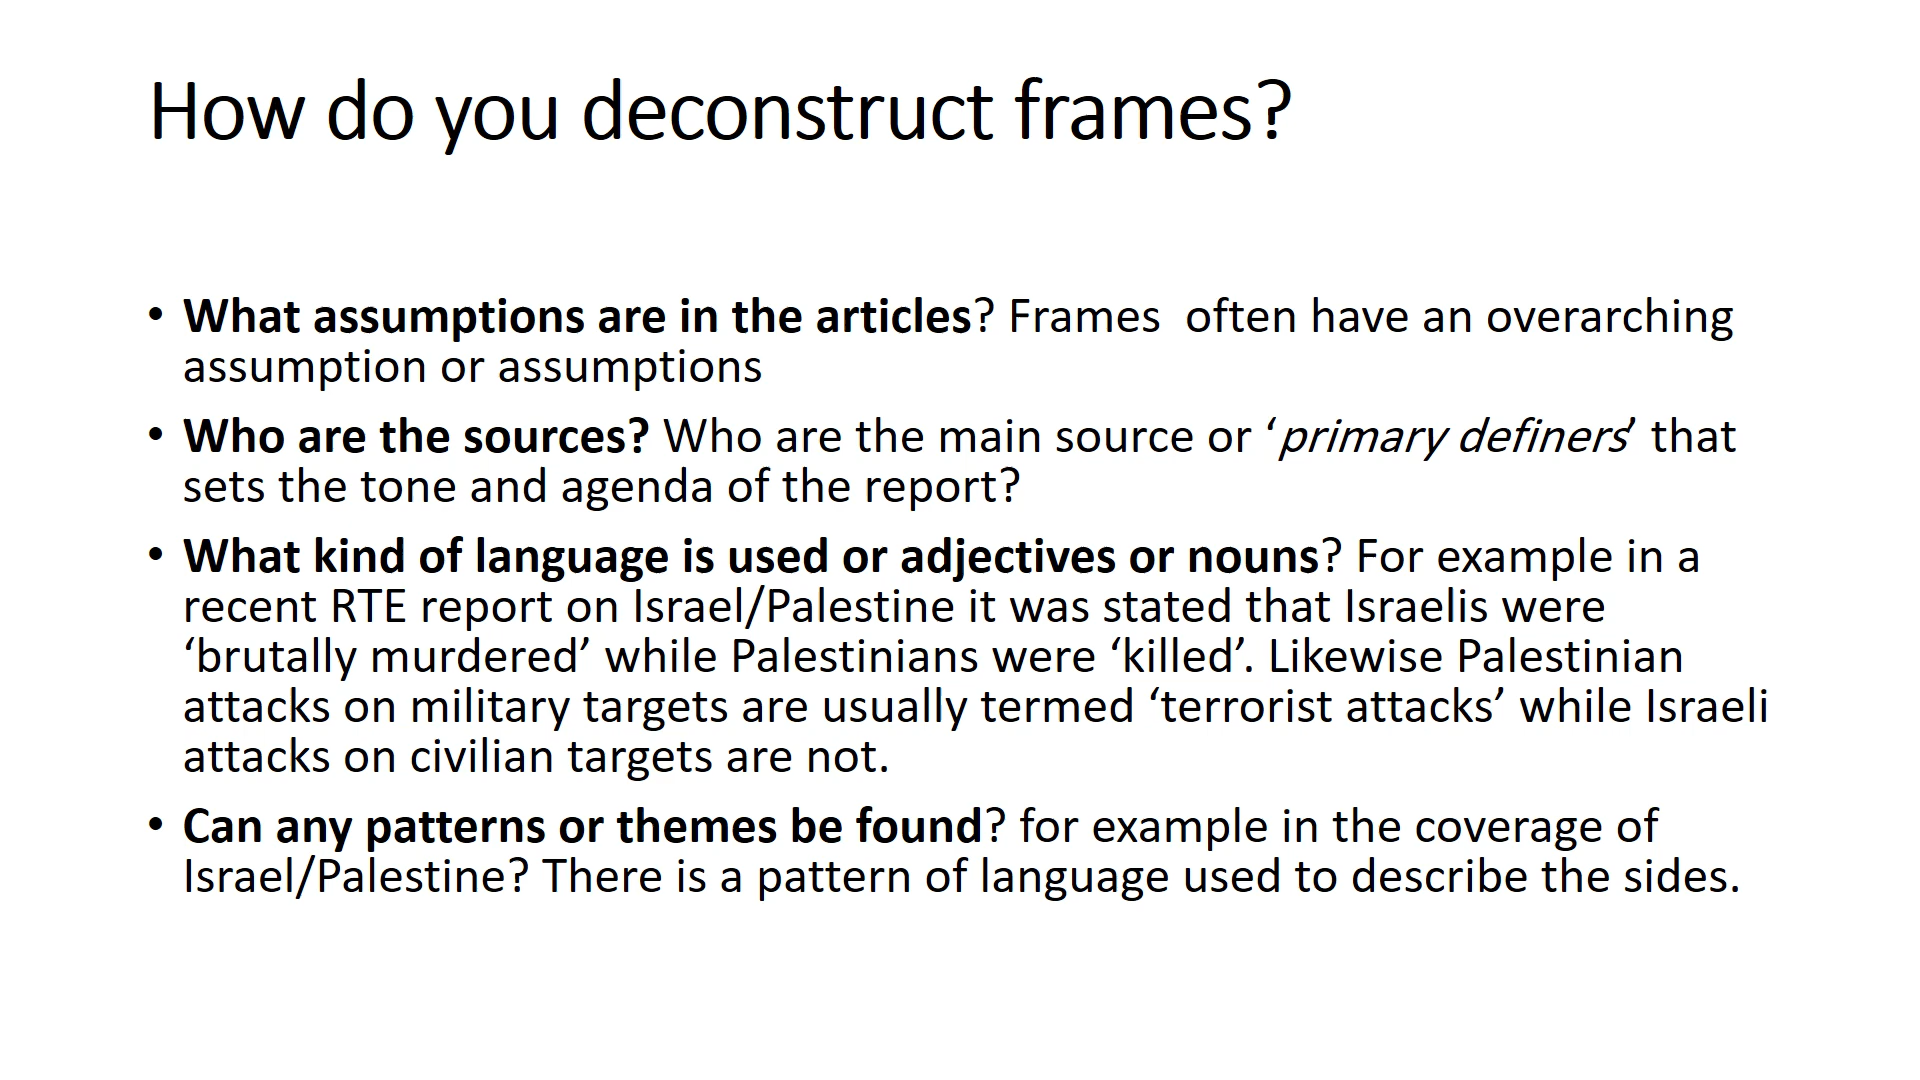 How do you deconstruct frames?
• What assumptions are in the articles? Frames  often have an overarching
assumption or assumptions
• Who are the sources? Who are the main source or ‘primary definers’ that
sets the tone and agenda of the report?
• What kind of language is used or adjectives or nouns? For example in a
recent RTE report on Israel/Palestine it was stated that Israelis were
‘brutally murdered’ while Palestinians were ‘killed’. Likewise Palestinian
attacks on military targets are usually termed ‘terrorist attacks’ while Israeli
attacks on civilian targets are not.
• Can any patterns or themes be found? for example in the coverage of
Israel/Palestine? There is a pattern of language used to describe the sides.